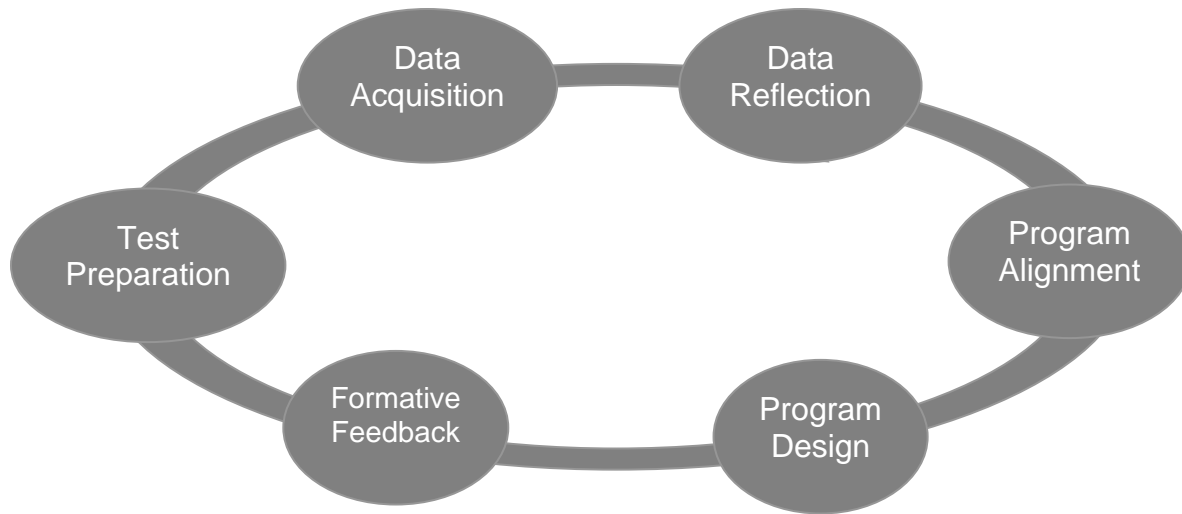 Data
Acquisition
Data
Reflection
Test
Preparation
Program
Alignment
Formative
Feedback
Program
Design